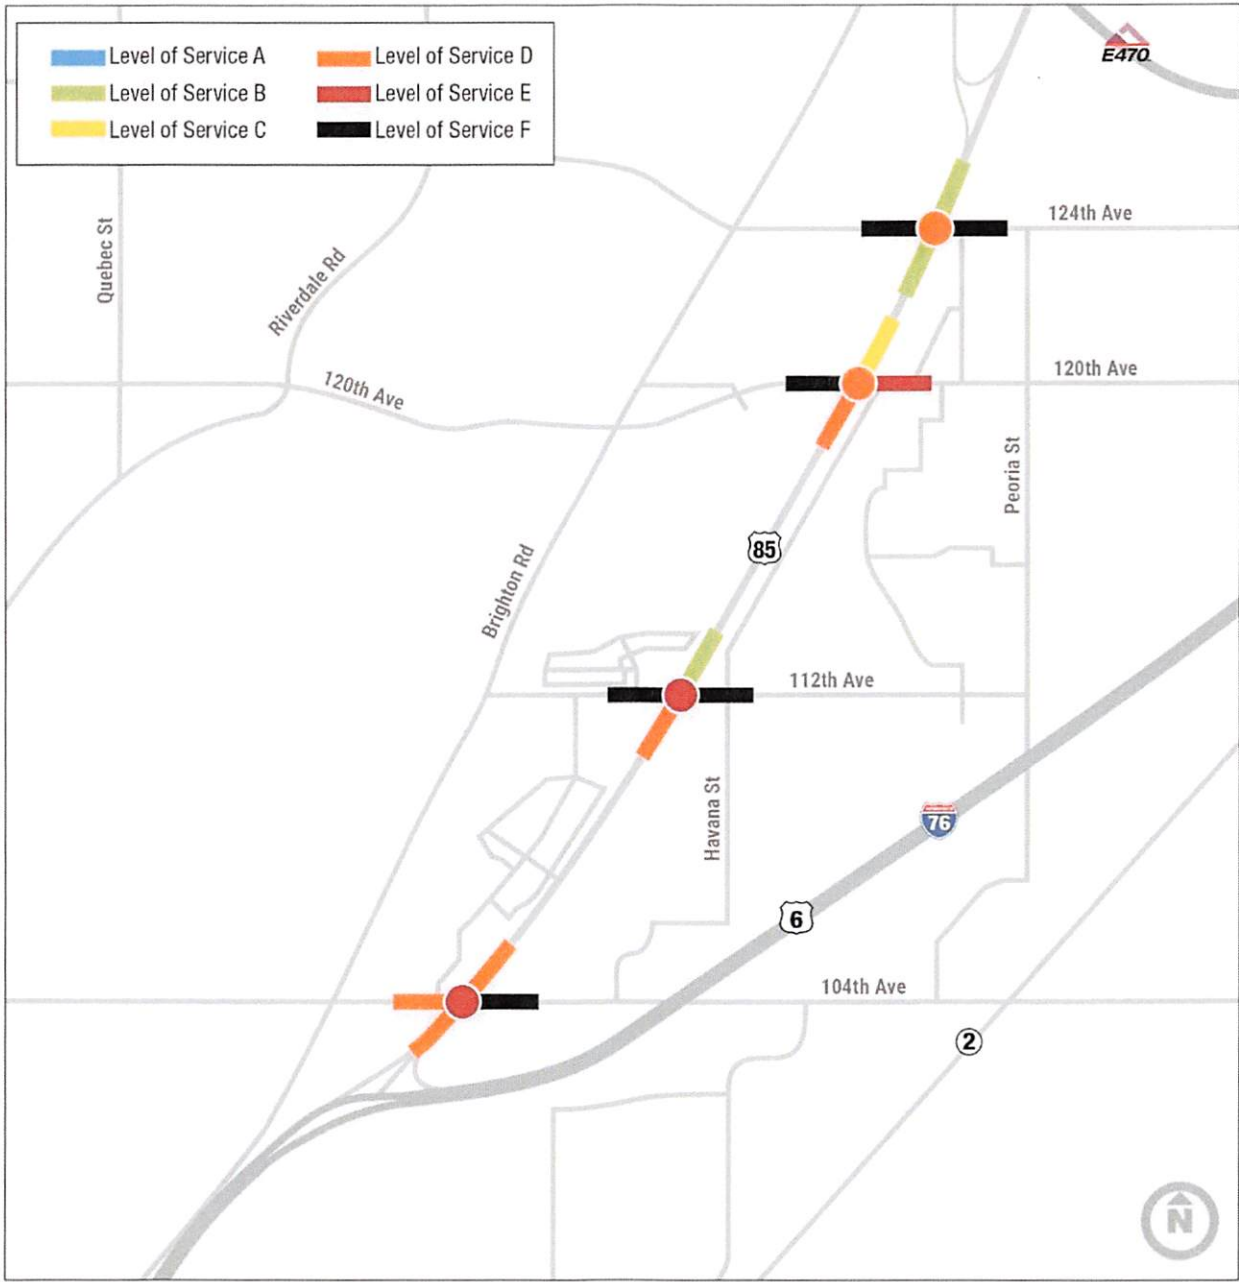 Level of Service A
Level of Service B
Level of Service C
Level of Service D
Level of Service E
Level of Service F
E470
124th Ave
Quebec St
Riverdale Rd
120th Ave
120th Ave
Peoria St
85
Brighton Rd
112th Ave
Havana St
76
6
104th Ave
2
N